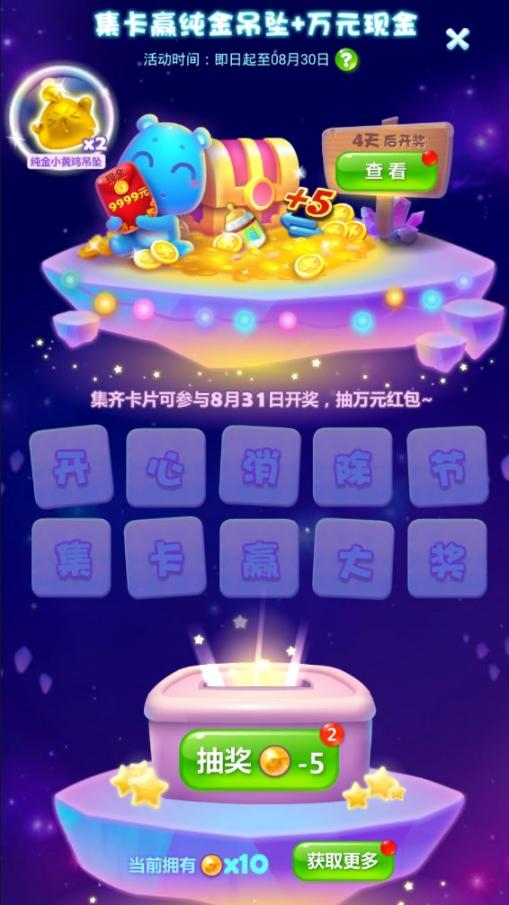 集卡赢纯金吊坠+万元现金
活动时间：即日起至08月30日 ?
x2
纯金小黄鸡吊坠
现金
9999元
+5
4天后开奖
查看
集齐卡片可参与8月31日开奖，抽万元红包~
开 心 消 除 节
集 卡 赢 大 奖
2
抽奖 -5
当前拥有 x10
获取更多